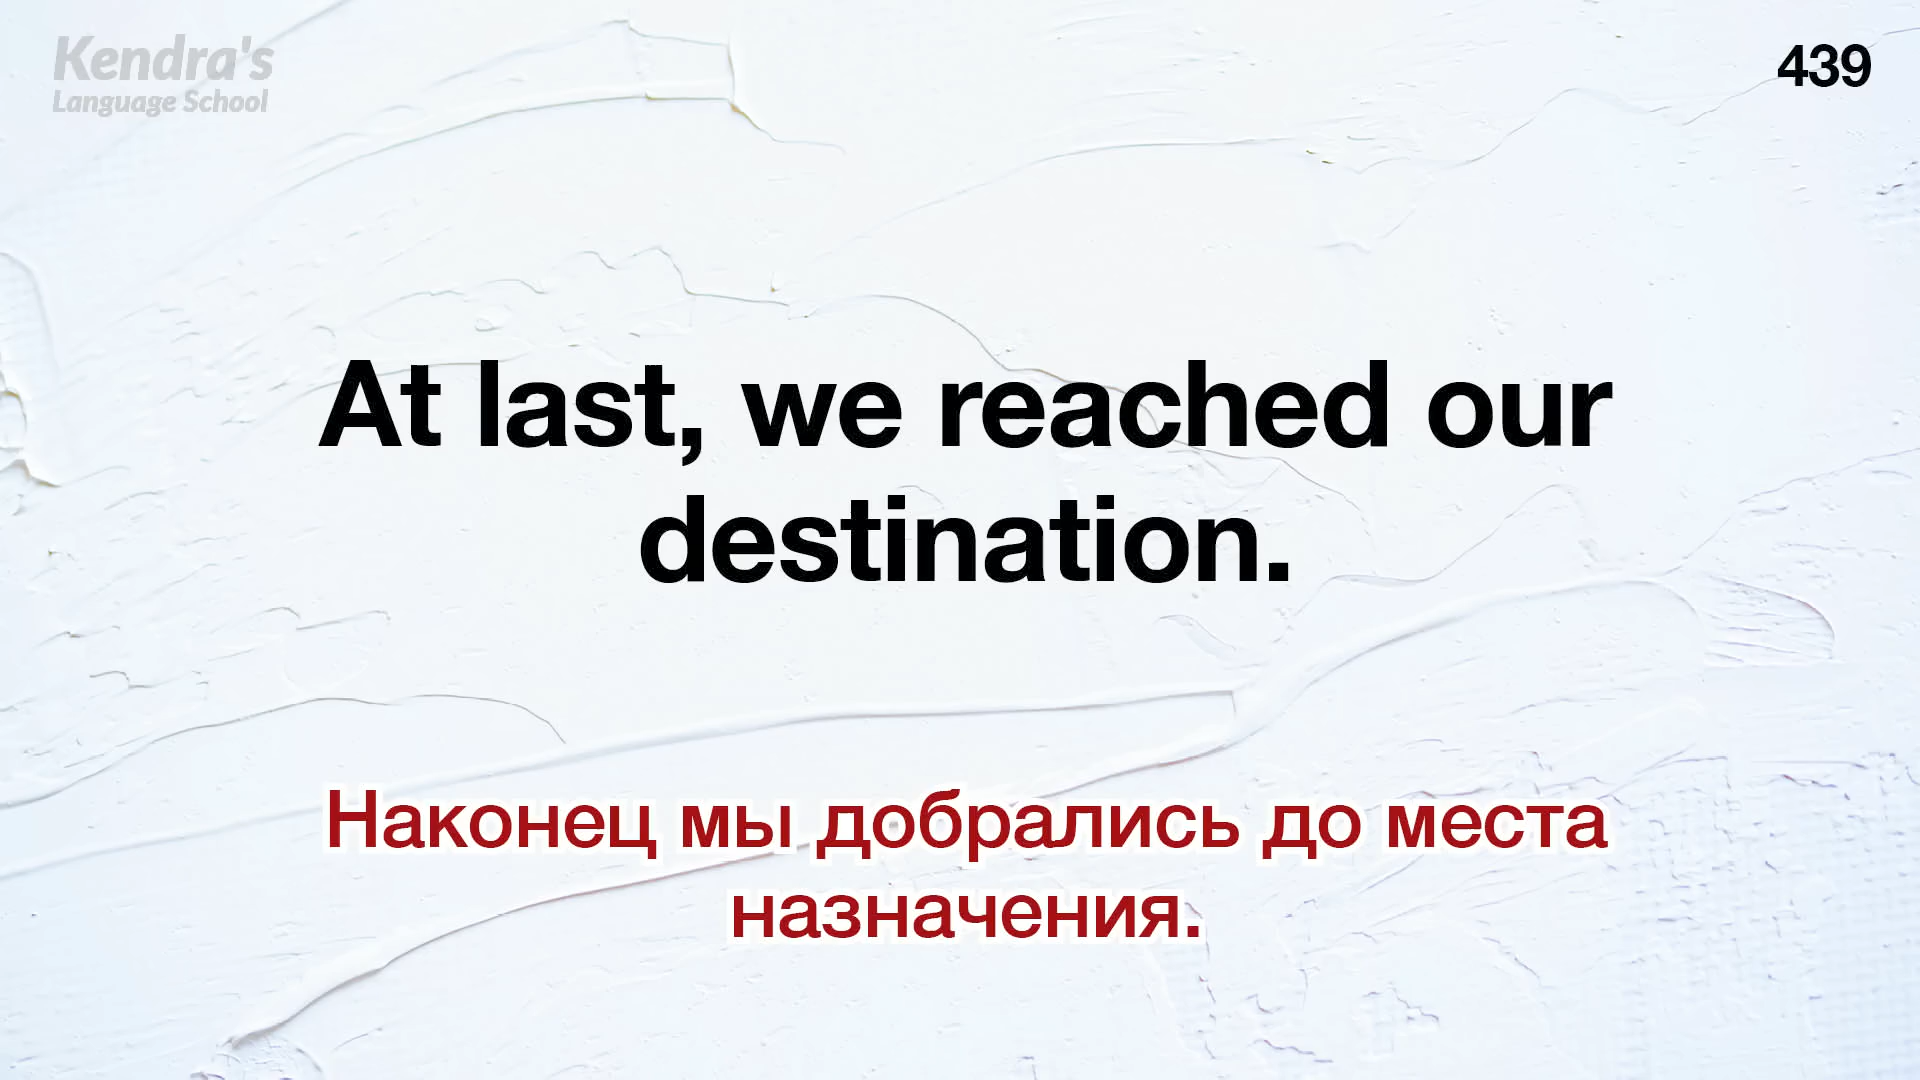 Kendra's
Language School
439
At last, we reached our
destination.
Наконец мы добрались до места
назначения.